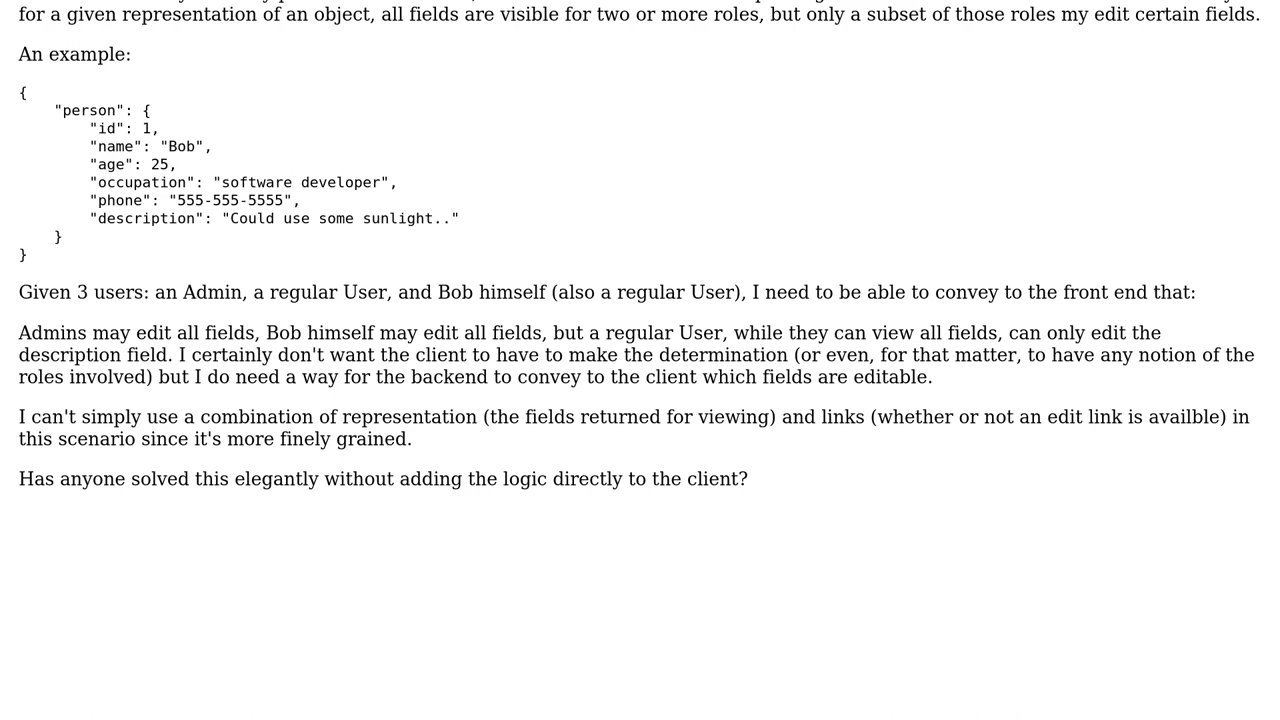 for a given representation of an object, all fields are visible for two or more roles, but only a subset of those roles my edit certain fields.
An example:
{
    "person": {
        "id": 1,
        "name": "Bob",
        "age": 25,
        "occupation": "software developer",
        "phone": "555-555-5555",
        "description": "Could use some sunlight.."
    }
}
Given 3 users: an Admin, a regular User, and Bob himself (also a regular User), I need to be able to convey to the front end that:
Admins may edit all fields, Bob himself may edit all fields, but a regular User, while they can view all fields, can only edit the
description field. I certainly don't want the client to have to make the determination (or even, for that matter, to have any notion of the
roles involved) but I do need a way for the backend to convey to the client which fields are editable.
I can't simply use a combination of representation (the fields returned for viewing) and links (whether or not an edit link is availble) in
this scenario since it's more finely grained.
Has anyone solved this elegantly without adding the logic directly to the client?